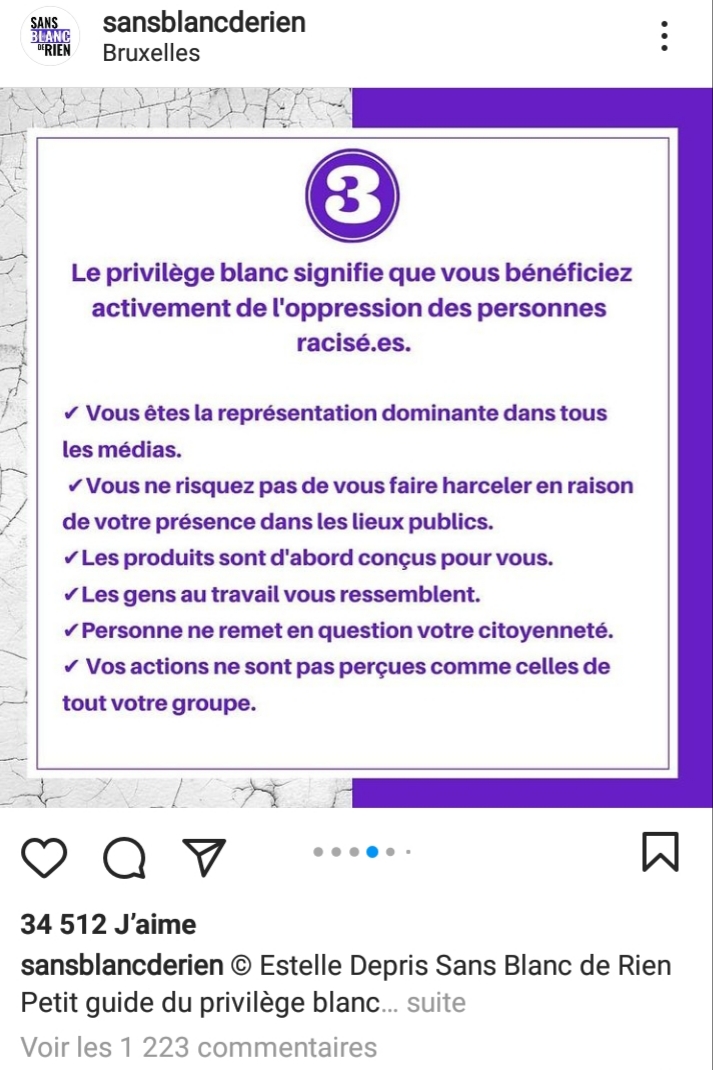 SANS
BLANC
DE RIEN
sansblancderien
Bruxelles
3
Le privilège blanc signifie que vous bénéficiez
activement de l'oppression des personnes
racisé.es.
✔ Vous êtes la représentation dominante dans tous
les médias.
✔Vous ne risquez pas de vous faire harceler en raison
de votre présence dans les lieux publics.
✔Les produits sont d'abord conçus pour vous.
✔Les gens au travail vous ressemblent.
✔Personne ne remet en question votre citoyenneté.
✔ Vos actions ne sont pas perçues comme celles de
tout votre groupe.
34 512 J’aime
sansblancderien © Estelle Depris Sans Blanc de Rien
Petit guide du privilège blanc... suite
Voir les 1 223 commentaires